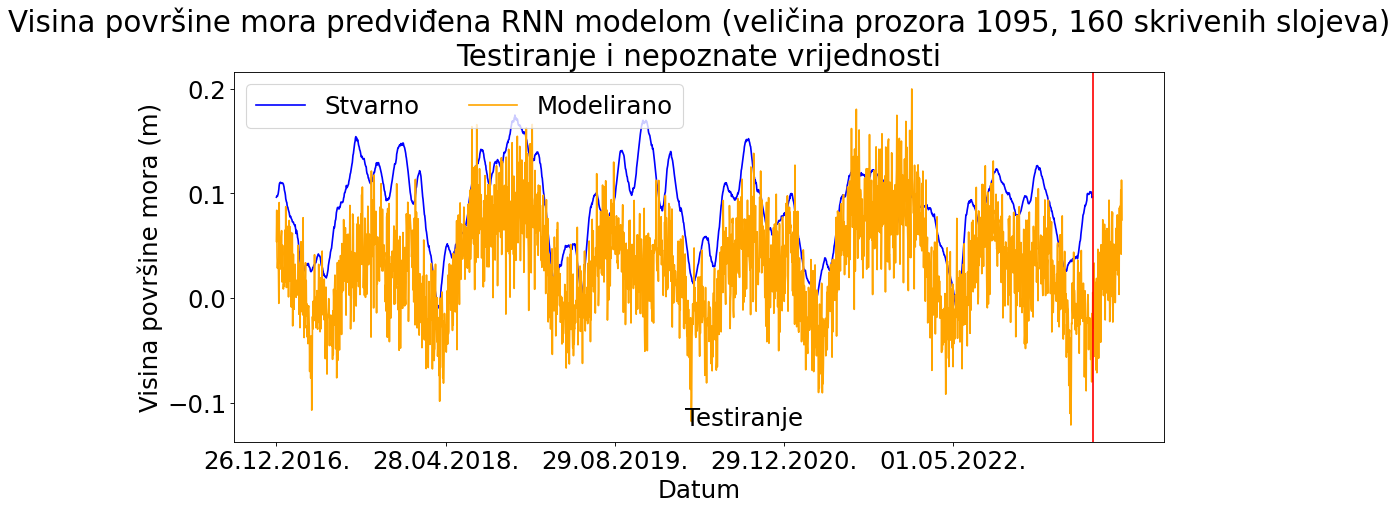 Visina površine mora predviđena RNN modelom (veličina prozora 1095, 160 skrivenih slojeva)
Testiranje i nepoznate vrijednosti
Stvarno Modelirano
Visina površine mora (m)
0.2
0.1
0.0
−0.1
Testiranje
26.12.2016. 28.04.2018. 29.08.2019. 29.12.2020. 01.05.2022.
Datum